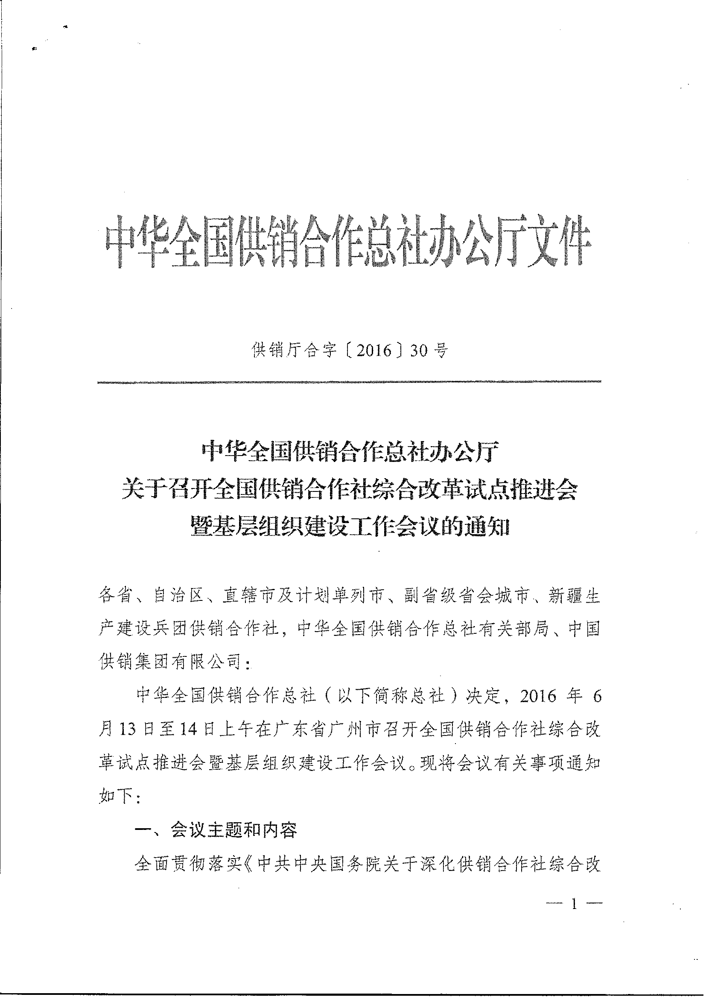 中华全国供销合作总社办公厅文件
供销厅合字〔2016〕30号
中华全国供销合作总社办公厅
关于召开全国供销合作社综合改革试点推进会
暨基层组织建设工作会议的通知
各省、自治区、直辖市及计划单列市、副省级省会城市、新疆生
产建设兵团供销合作社，中华全国供销合作总社有关部局、中国
供销集团有限公司：
中华全国供销合作总社（以下简称总社）决定，2016 年 6
月13日至14日上午在广东省广州市召开全国供销合作社综合改
革试点推进会暨基层组织建设工作会议。现将会议有关事项通知
如下：
一、会议主题和内容
全面贯彻落实《中共中央国务院关于深化供销合作社综合改
— 1 —